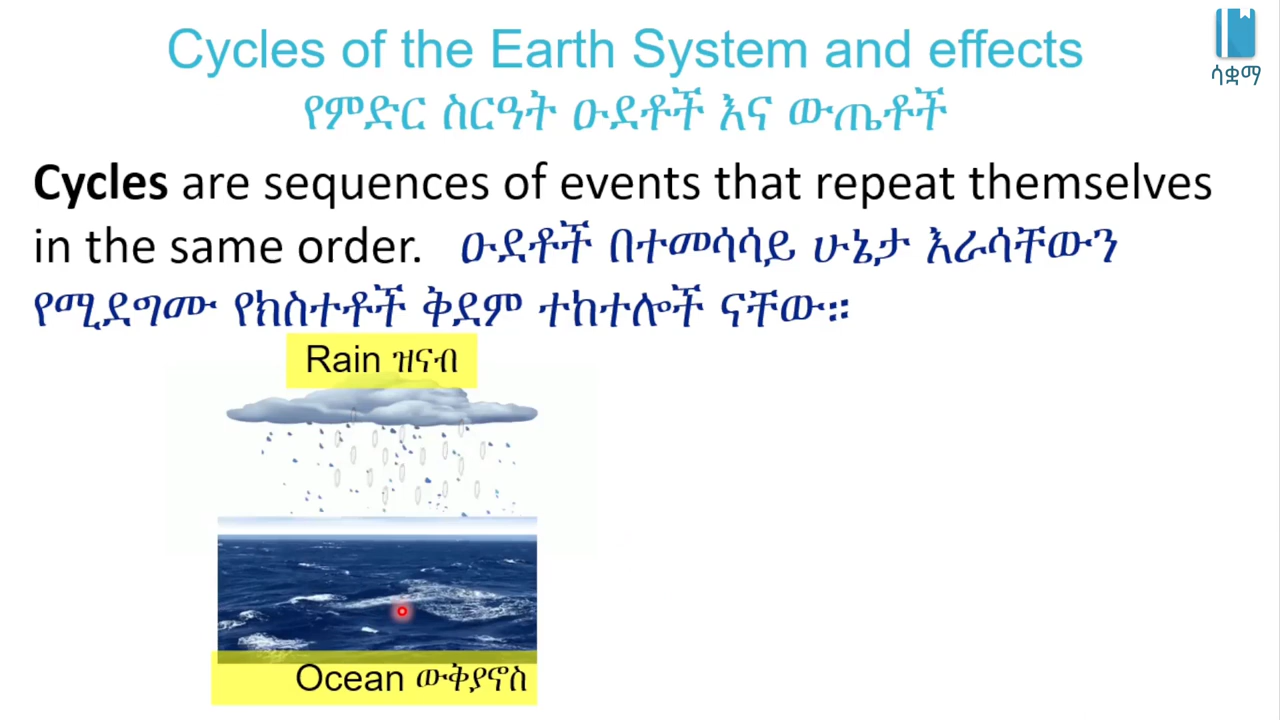 Cycles of the Earth System and effects
የምድር ስርዓት ዑደቶች እና ውጤቶች
ሳቋማ
Cycles are sequences of events that repeat themselves
in the same order. ዑደቶች በተመሳሳይ ሁኔታ እራሳቸውን
የሚደግሙ የክስተቶች ቅደም ተከተሎች ናቸው።
Rain ዝናብ
Ocean ውቅያኖስ